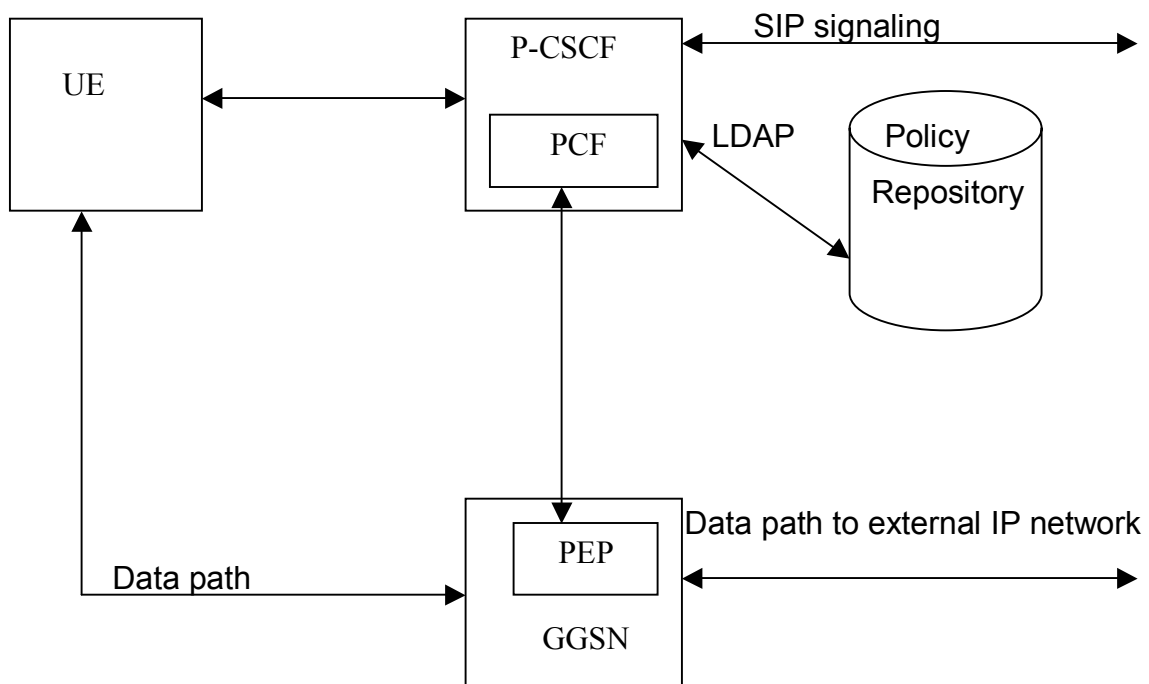 SIP signaling
P-CSCF
UE
PCF
LDAP
Policy
Repository
Data path to external IP network
PEP
Data path
GGSN